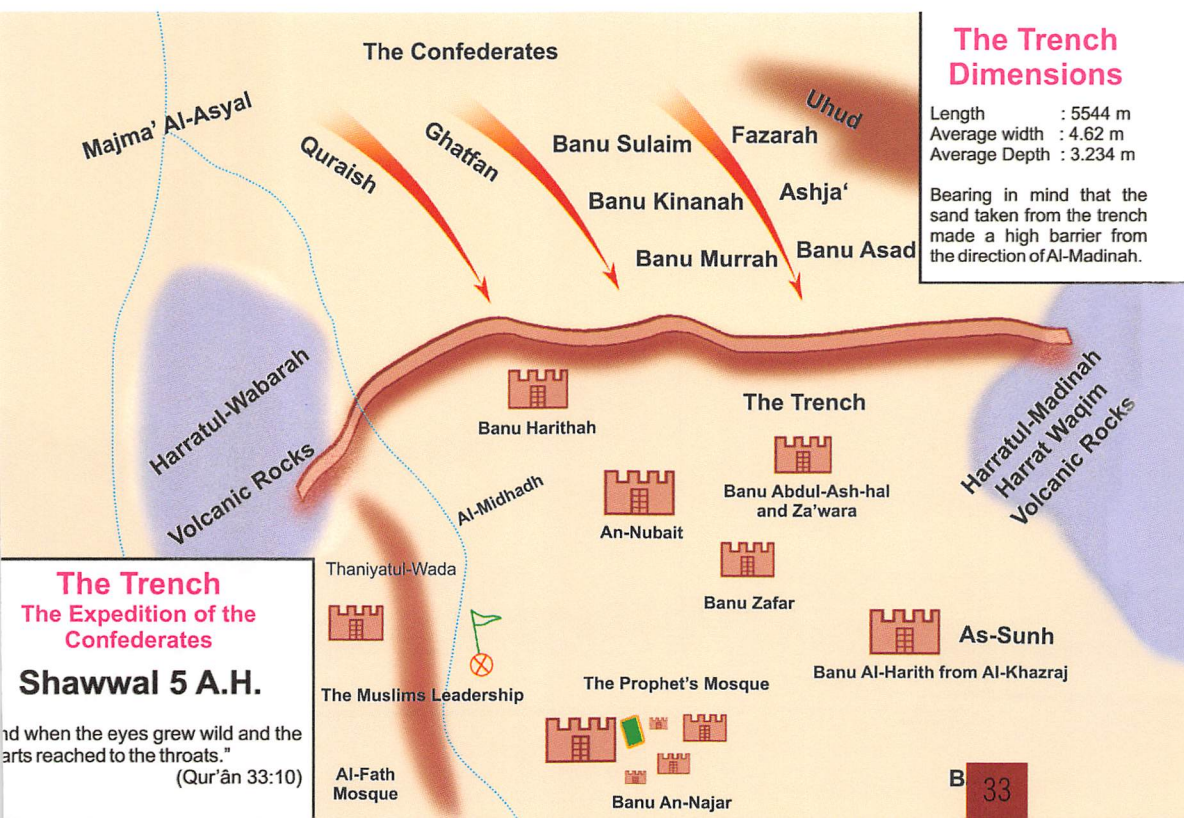 The Confederates
The Trench
Dimensions
Length : 5544 m
Average width : 4.62 m
Average Depth : 3.234 m
Bearing in mind that the
sand taken from the trench
made a high barrier from
the direction of Al-Madinah.
Uhud
Majma' Al-Asyal
Quraish
Ghatfan
Banu Sulaim
Fazarah
Banu Kinanah
Ashja‘
Banu Murrah
Banu Asad
Harratul-Wabarah
Volcanic Rocks
Harratul-Madinah
Harrat Waqim
Volcanic Rocks
The Trench
Banu Harithah
Al-Midhadh
An-Nubait
Banu Abdul-Ash-hal
and Za'wara
Banu Zafar
As-Sunh
Banu Al-Harith from Al-Khazraj
Thaniyatul-Wada
The Muslims Leadership
The Prophet's Mosque
Al-Fath
Mosque
Banu An-Najar
The Trench
The Expedition of the
Confederates
Shawwal 5 A.H.
nd when the eyes grew wild and the
arts reached to the throats."
(Qur'ân 33:10)
B
33